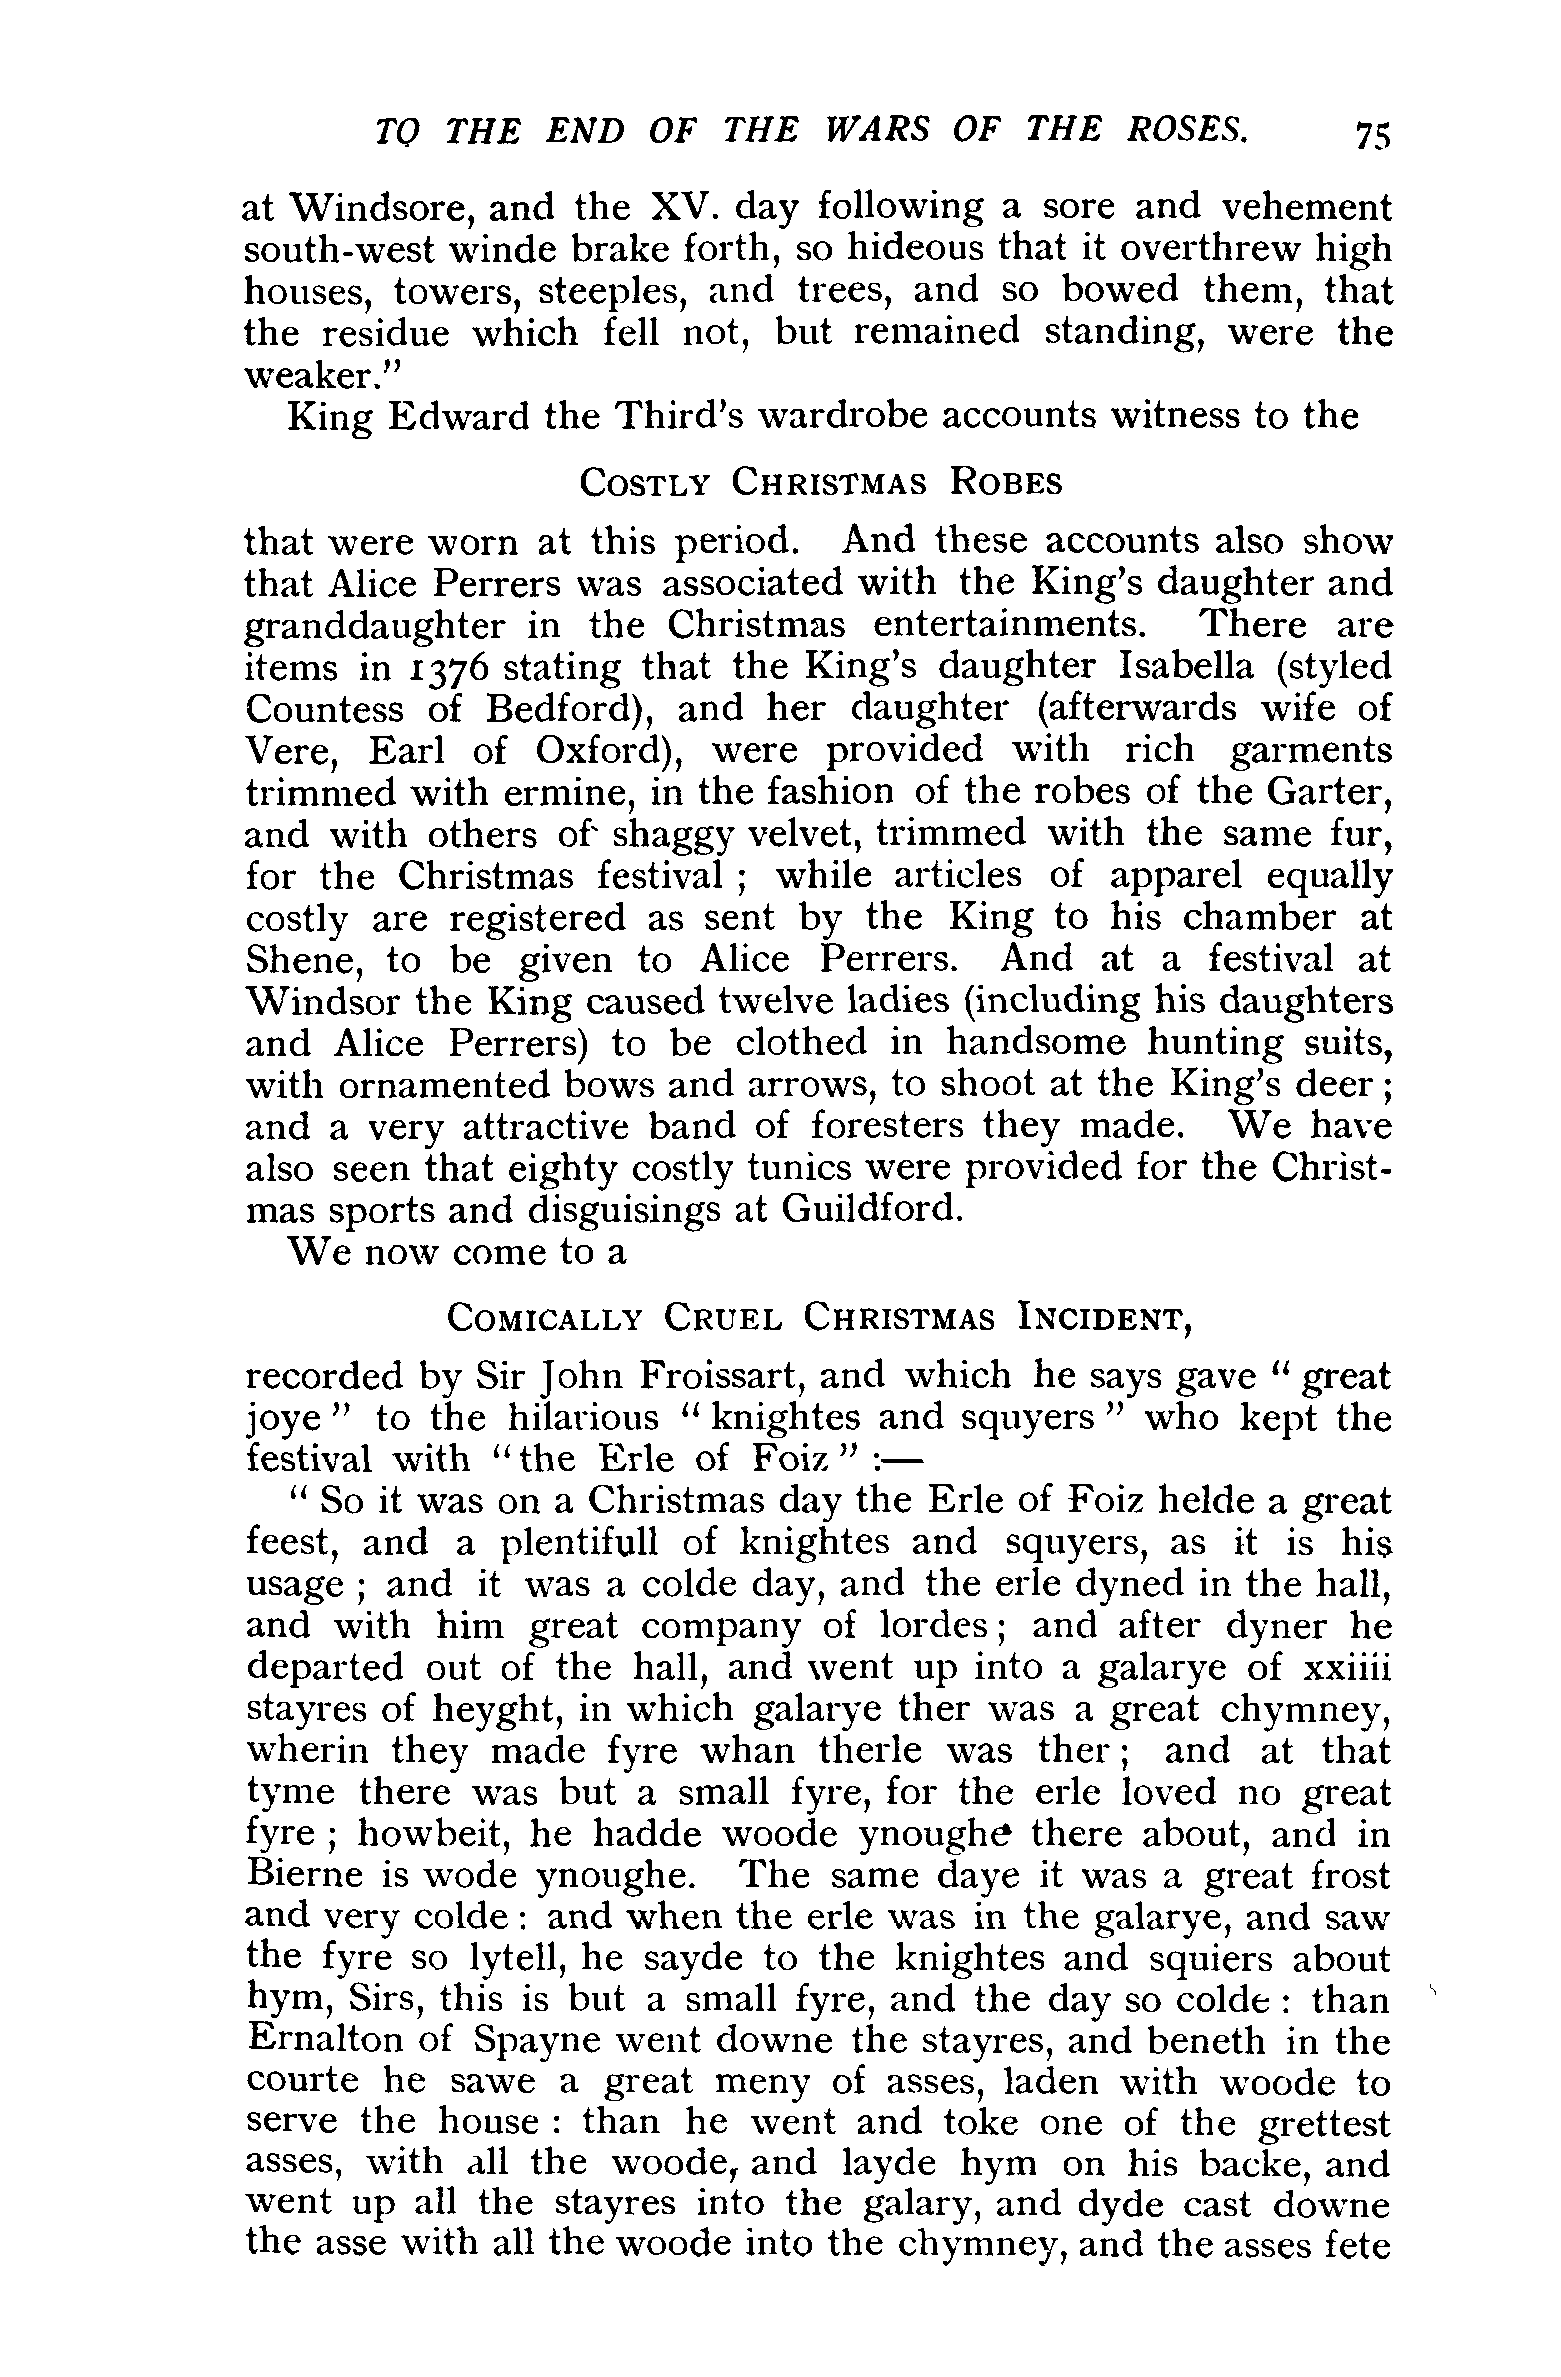 TO THE END OF THE WARS OF THE ROSES. 75
at Windsore, and the XV. day following a sore and vehement
south-west winde brake forth, so hideous that it overthrew high
houses, towers, steeples, and trees, and so bowed them, that
the residue which fell not, but remained standing, were the
weaker.”
King Edward the Third’s wardrobe accounts witness to the
COSTLY CHRISTMAS ROBES
that were worn at this period. And these accounts also show
that Alice Perrers was associated with the King’s daughter and
granddaughter in the Christmas entertainments. There are
items in 1376 stating that the King’s daughter Isabella (styled
Countess of Bedford), and her daughter (afterwards wife of
Vere, Earl of Oxford), were provided with rich garments
trimmed with ermine, in the fashion of the robes of the Garter,
and with others of shaggy velvet, trimmed with the same fur,
for the Christmas festival ; while articles of apparel equally
costly are registered as sent by the King to his chamber at
Shene, to be given to Alice Perrers. And at a festival at
Windsor the King caused twelve ladies (including his daughters
and Alice Perrers) to be clothed in handsome hunting suits,
with ornamented bows and arrows, to shoot at the King’s deer ;
and a very attractive band of foresters they made. We have
also seen that eighty costly tunics were provided for the Christ-
mas sports and disguisings at Guildford.
We now come to a
COMICALLY CRUEL CHRISTMAS INCIDENT,
recorded by Sir John Froissart, and which he says gave “ great
joye ” to the hilarious “ knightes and squyers ” who kept the
festival with “ the Erle of Foiz ” :—
“ So it was on a Christmas day the Erle of Foiz helde a great
feest, and a plentifull of knightes and squyers, as it is his
usage ; and it was a colde day, and the erle dyned in the hall,
and with him great company of lordes ; and after dyner he
departed out of the hall, and went up into a galarye of xxiiii
stayres of heyght, in which galarye ther was a great chymney,
wherin they made fyre whan therle was ther ; and at that
tyme there was but a small fyre, for the erle loved no great
fyre ; howbeit, he hadde woode ynoughe there about, and in
Bierne is wode ynoughe. The same daye it was a great frost
and very colde : and when the erle was in the galarye, and saw
the fyre so lytell, he sayde to the knightes and squiers about
hym, Sirs, this is but a small fyre, and the day so colde : than
Ernalton of Spayne went downe the stayres, and beneth in the
courte he sawe a great meny of asses, laden with woode to
serve the house : than he went and toke one of the grettest
asses, with all the woode, and layde hym on his backe, and
went up all the stayres into the galary, and dyde cast downe
the asse with all the woode into the chymney, and the asses fete